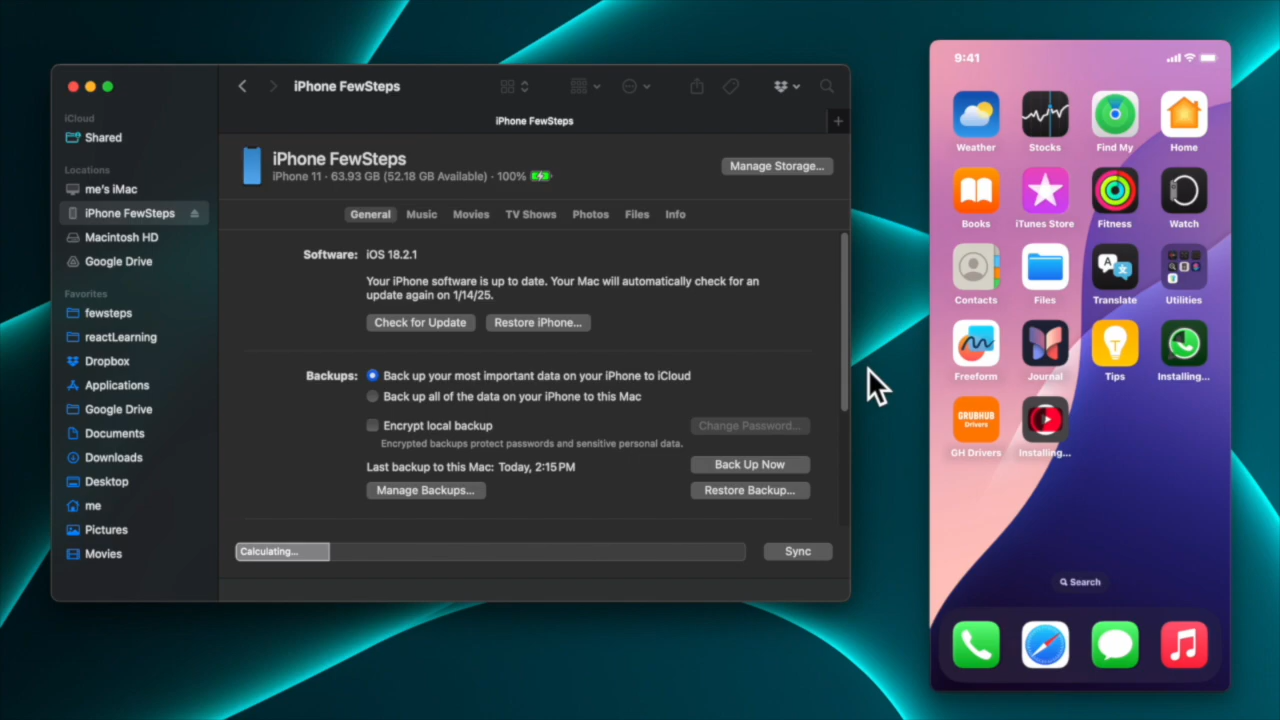 iPhone FewSteps
iPhone FewSteps
iCloud
Shared
Locations
me's iMac
iPhone FewSteps
Macintosh HD
Google Drive
Favorites
fewsteps
reactLearning
Dropbox
Applications
Google Drive
Documents
Downloads
Desktop
me
Pictures
Movies
iPhone FewSteps
iPhone 11 · 63.93 GB (52.18 GB Available) · 100%
Manage Storage...
General Music Movies TV Shows Photos Files Info
Software: iOS 18.2.1
Your iPhone software is up to date. Your Mac will automatically check for an
update again on 1/14/25.
Check for Update Restore iPhone...
Backups: Back up your most important data on your iPhone to iCloud
Back up all of the data on your iPhone to this Mac
Encrypt local backup Change Password...
Encrypted backups protect passwords and sensitive personal data.
Last backup to this Mac: Today, 2:15 PM Back Up Now
Manage Backups... Restore Backup...
Calculating... Sync
9:41
Weather Stocks Find My Home
Books iTunes Store Fitness Watch
Contacts Files Translate Utilities
Freeform Journal Tips Installing...
GRUBHUB
Drivers
GH Drivers Installing...
Search